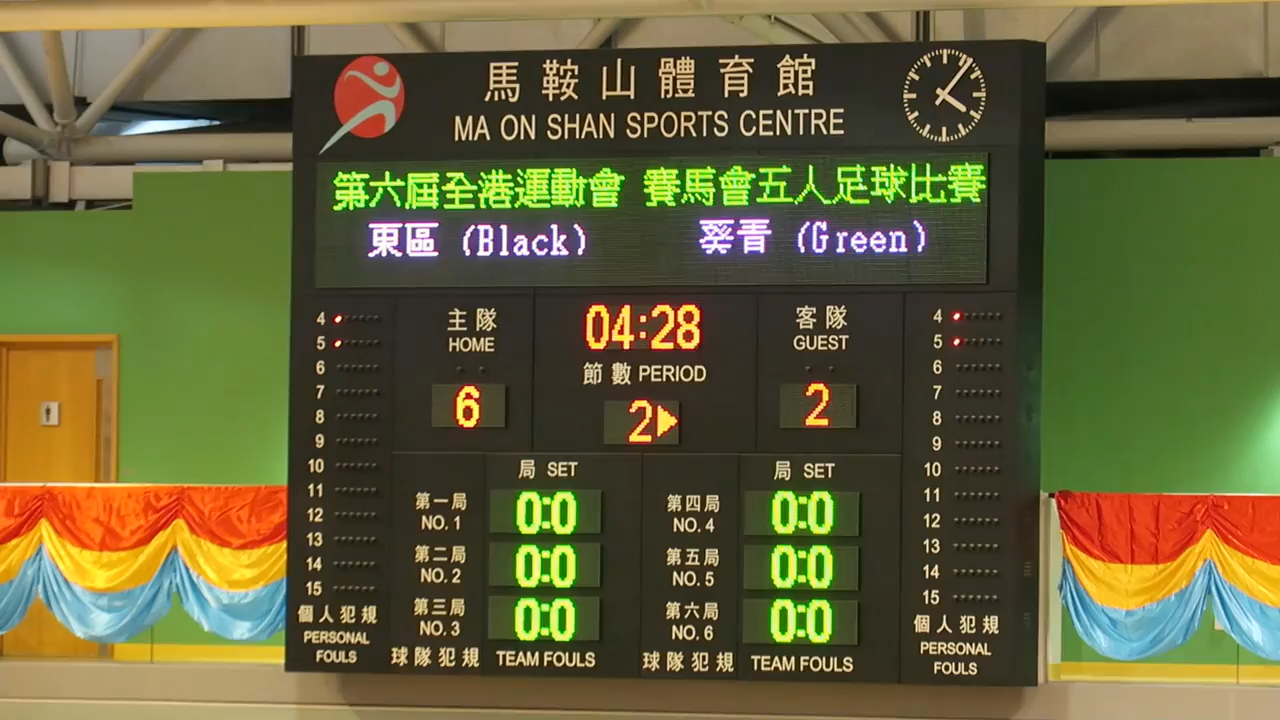 馬鞍山體育館
MA ON SHAN SPORTS CENTRE
第六屆全港運動會 賽馬會五人足球比賽
東區 (Black) 葵青 (Green)
主隊
HOME
6
04:28
節數 PERIOD
2
客隊
GUEST
2
4
5
6
7
8
9
10
11
12
13
14
15
個人犯規
PERSONAL
FOULS
局 SET
第一局
NO. 1
0:0
第二局
NO. 2
0:0
第三局
NO. 3
0:0
球隊犯規 TEAM FOULS
局 SET
第四局
NO. 4
0:0
第五局
NO. 5
0:0
第六局
NO. 6
0:0
球隊犯規 TEAM FOULS
4
5
6
7
8
9
10
11
12
13
14
15
個人犯規
PERSONAL
FOULS